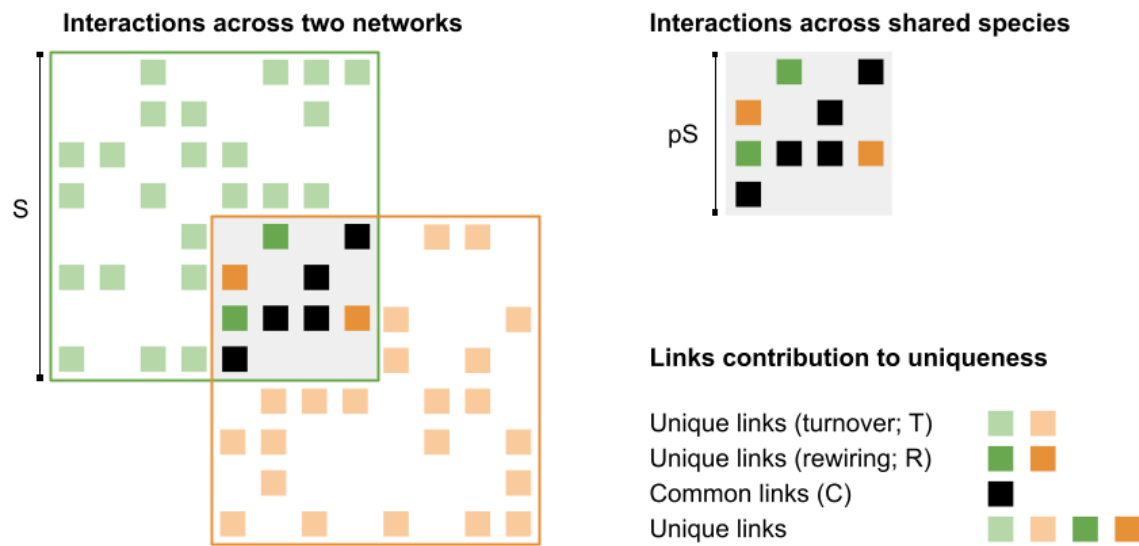 Interactions across two networks
Interactions across shared species
S
pS
Links contribution to uniqueness
Unique links (turnover; T)
Unique links (rewiring; R)
Common links (C)
Unique links